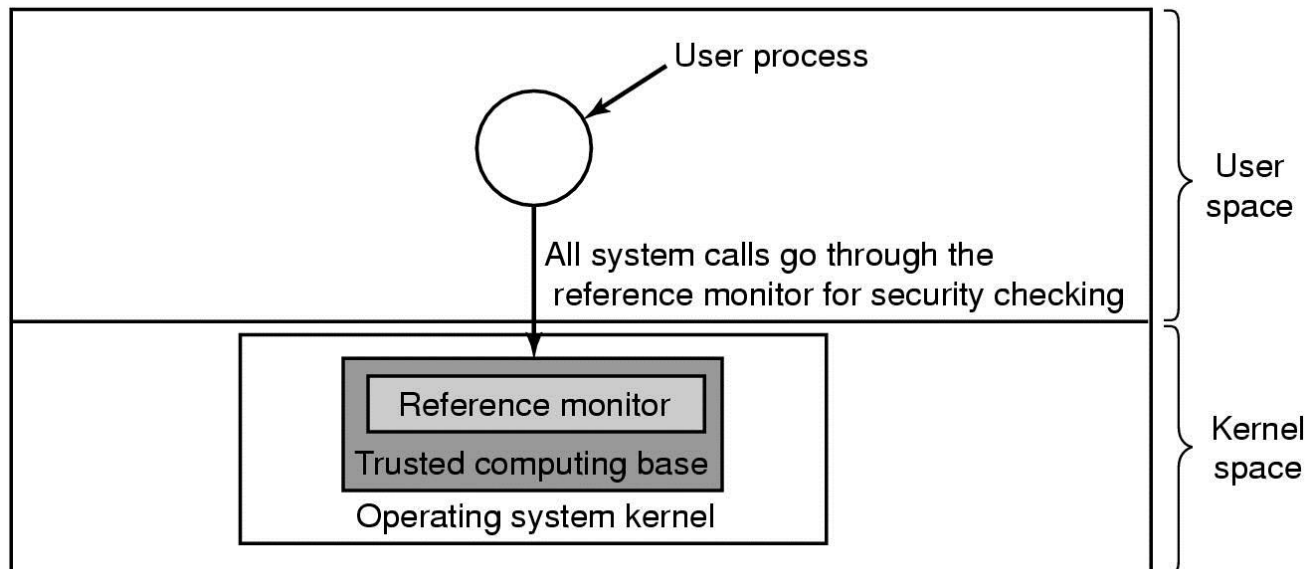 User process
User
space
All system calls go through the
reference monitor for security checking
Reference monitor
Trusted computing base
Operating system kernel
Kernel
space